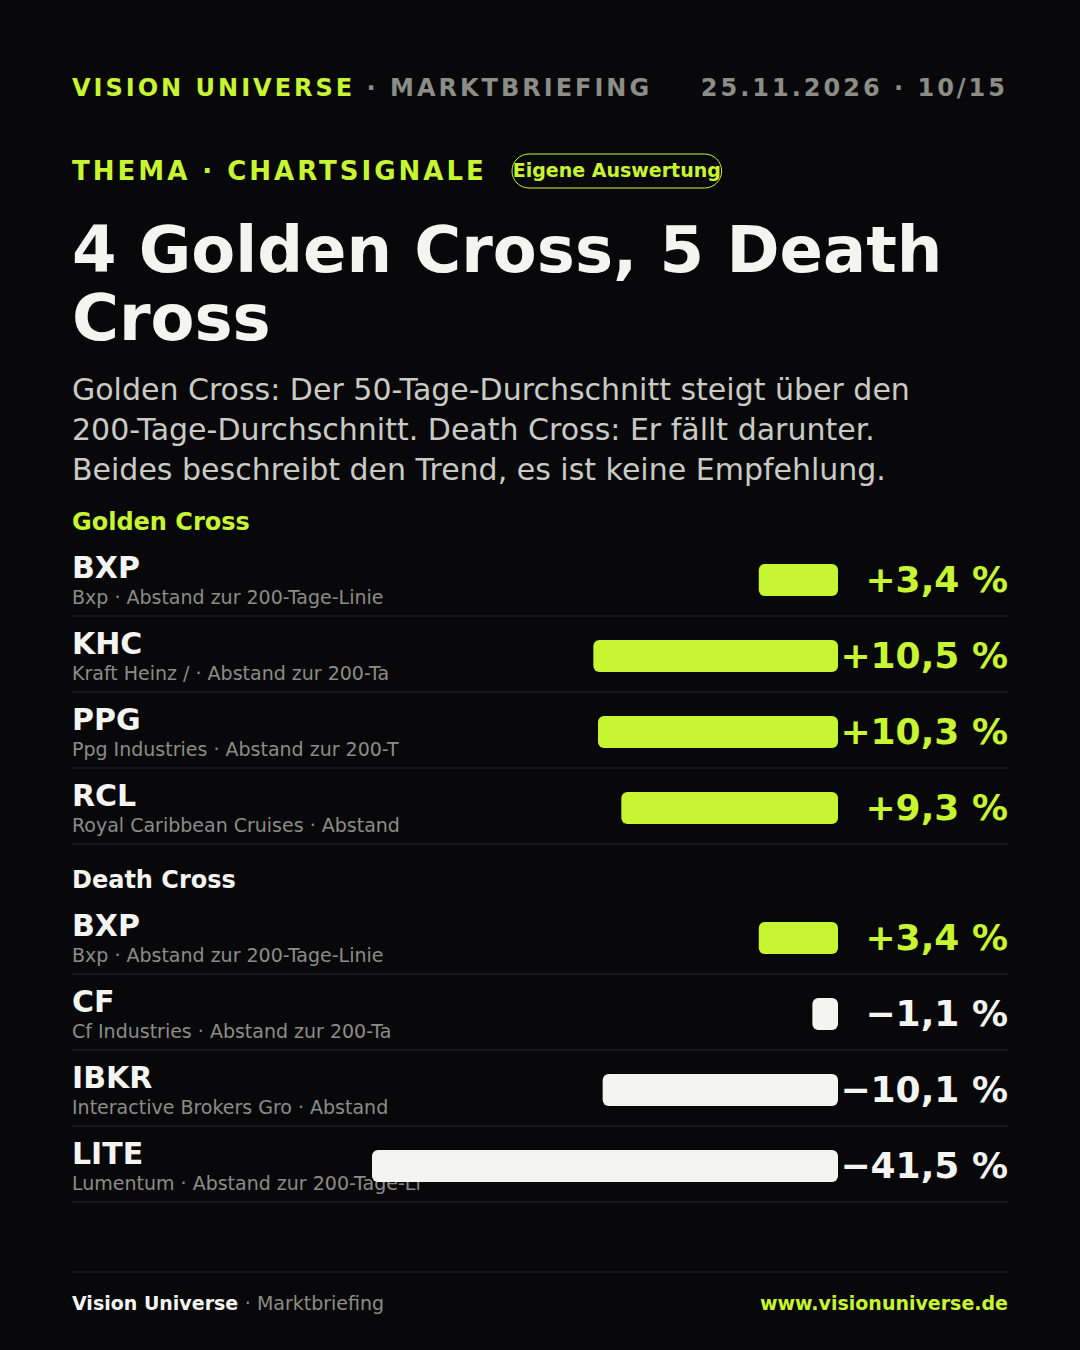 VISION UNIVERSE · MARKTBRIEFING 25.11.2026 · 10/15
THEMA · CHARTSIGNALE Eigene Auswertung
4 Golden Cross, 5 Death
Cross
Golden Cross: Der 50-Tage-Durchschnitt steigt über den
200-Tage-Durchschnitt. Death Cross: Er fällt darunter.
Beides beschreibt den Trend, es ist keine Empfehlung.
Golden Cross
BXP +3,4 %
Bxp · Abstand zur 200-Tage-Linie
KHC +10,5 %
Kraft Heinz / · Abstand zur 200-Ta
PPG +10,3 %
Ppg Industries · Abstand zur 200-T
RCL +9,3 %
Royal Caribbean Cruises · Abstand
Death Cross
BXP +3,4 %
Bxp · Abstand zur 200-Tage-Linie
CF −1,1 %
Cf Industries · Abstand zur 200-Ta
IBKR −10,1 %
Interactive Brokers Gro · Abstand
LITE −41,5 %
Lumentum · Abstand zur 200-Tage-Li
Vision Universe · Marktbriefing www.visionuniverse.de